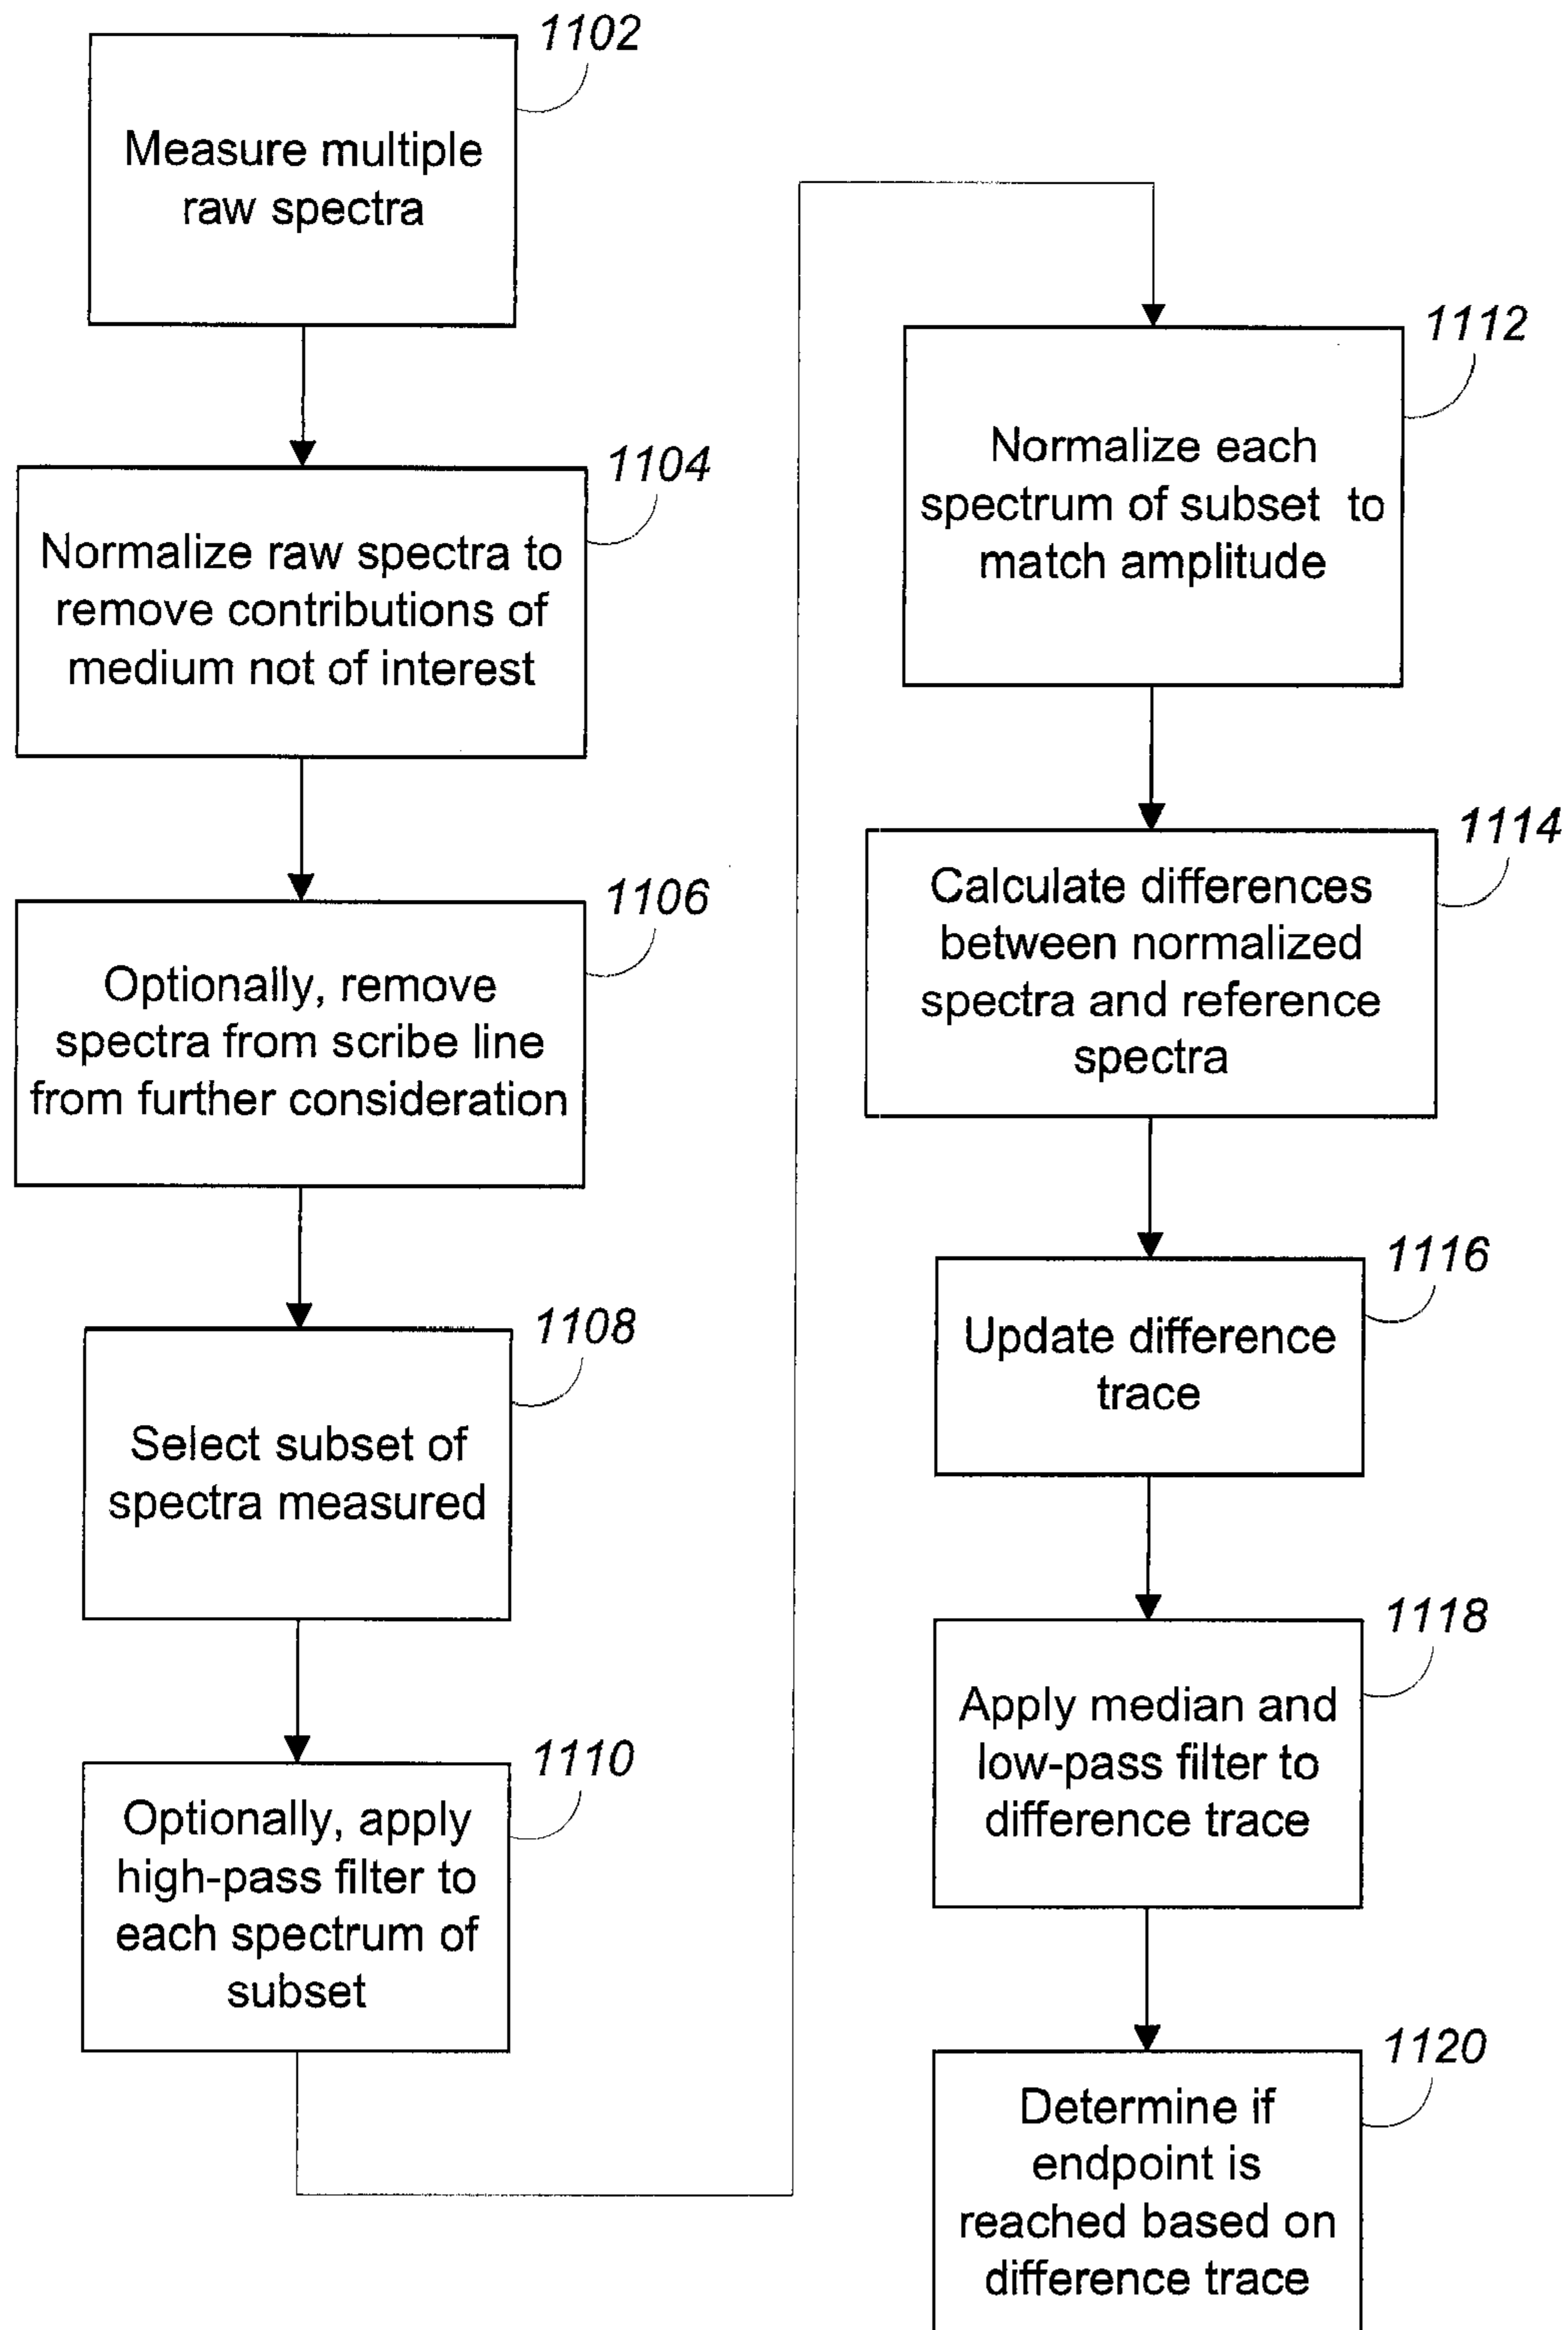 1102
Measure multiple
raw spectra
1104
Normalize raw spectra to
remove contributions of
medium not of interest
1106
Optionally, remove
spectra from scribe line
from further consideration
1108
Select subset of
spectra measured
1110
Optionally, apply
high-pass filter to
each spectrum of
subset
1112
Normalize each
spectrum of subset to
match amplitude
1114
Calculate differences
between normalized
spectra and reference
spectra
1116
Update difference
trace
1118
Apply median and
low-pass filter to
difference trace
1120
Determine if
endpoint is
reached based on
difference trace